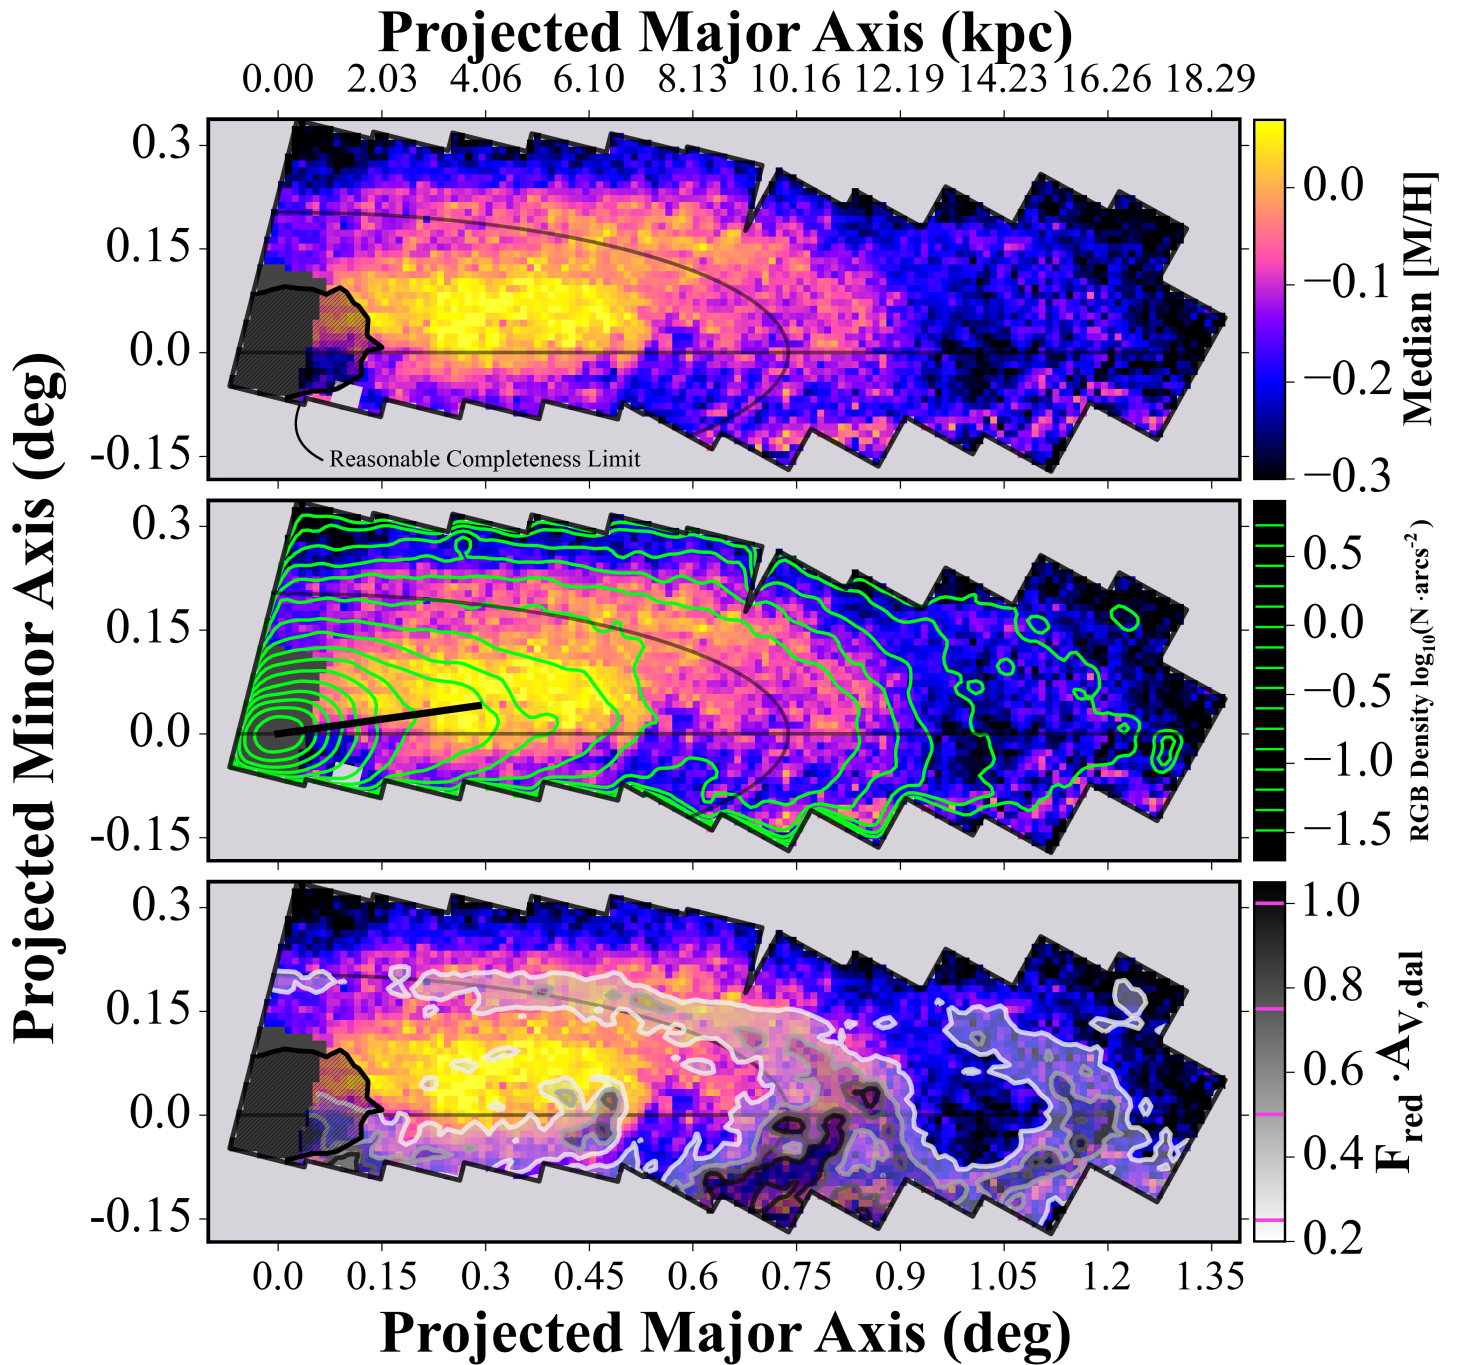 Projected Major Axis (kpc)
0.00 2.03 4.06 6.10 8.13 10.16 12.19 14.23 16.26 18.29
0.3
0.15
0.0
-0.15
Reasonable Completeness Limit
0.0
−0.1
−0.2
−0.3
Median [M/H]
Projected Minor Axis (deg)
0.3
0.15
0.0
-0.15
0.5
0.0
−0.5
−1.0
−1.5
RGB Density log10(N·arcs-2)
0.3
0.15
0.0
-0.15
1.0
0.8
0.6
0.4
0.2
Fred·AV,dal
0.0 0.15 0.3 0.45 0.6 0.75 0.9 1.05 1.2 1.35
Projected Major Axis (deg)